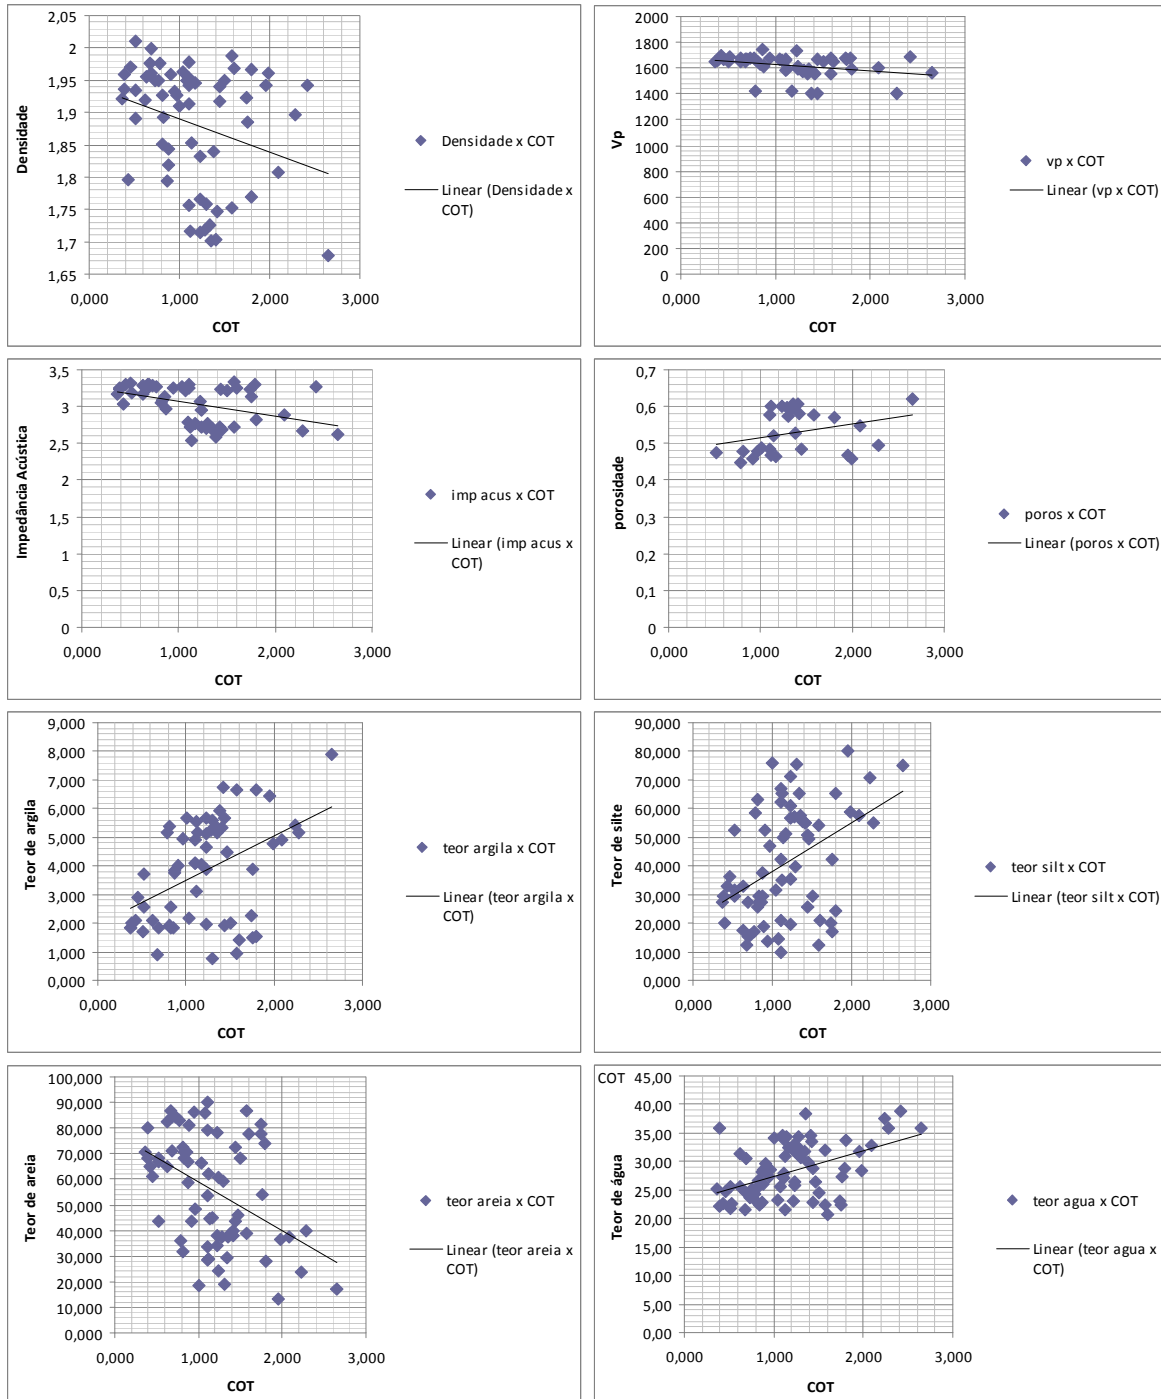 2,05
2
1,95
1,9
1,85
1,8
1,75
1,7
1,65
0,000 1,000 2,000 3,000
Densidade
COT
Densidade x COT
Linear (Densidade x
COT)
2000
1800
1600
1400
1200
1000
800
600
400
200
0
0,000 1,000 2,000 3,000
Vp
COT
vp x COT
Linear (vp x COT)
3,5
3
2,5
2
1,5
1
0,5
0
0,000 1,000 2,000 3,000
Impedância Acústica
COT
imp acus x COT
Linear (imp acus x
COT)
0,7
0,6
0,5
0,4
0,3
0,2
0,1
0
0,000 1,000 2,000 3,000
porosidade
COT
poros x COT
Linear (poros x COT)
9,000
8,000
7,000
6,000
5,000
4,000
3,000
2,000
1,000
0,000
0,000 1,000 2,000 3,000
Teor de argila
COT
teor argila x COT
Linear (teor argila x
COT)
90,000
80,000
70,000
60,000
50,000
40,000
30,000
20,000
10,000
0,000
0,000 1,000 2,000 3,000
Teor de silte
COT
teor silt x COT
Linear (teor silt x COT)
100,000
90,000
80,000
70,000
60,000
50,000
40,000
30,000
20,000
10,000
0,000
0,000 1,000 2,000 3,000
Teor de areia
COT
teor areia x COT
Linear (teor areia x
COT)
COT
45,00
40,00
35,00
30,00
25,00
20,00
15,00
10,00
5,00
0,00
0,000 1,000 2,000 3,000
Teor de água
COT
teor agua x COT
Linear (teor agua x
COT)